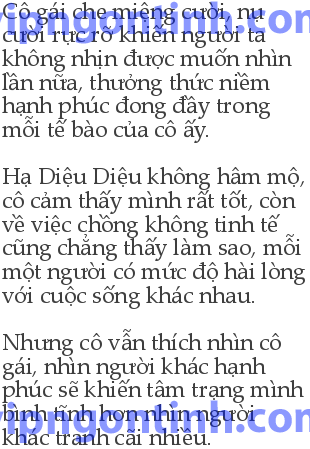 Cô gái che miệng cười, nụ
cười rực rỡ khiến người ta
không nhịn được muốn nhìn
lần nữa, thưởng thức niềm
hạnh phúc đong đầy trong
mỗi tế bào của cô ấy.
Hạ Diệu Diệu không hâm mộ,
cô cảm thấy mình rất tốt, còn
về việc chồng không tinh tế
cũng chẳng thấy làm sao, mỗi
một người có mức độ hài lòng
với cuộc sống khác nhau.
Nhưng cô vẫn thích nhìn cô
gái, nhìn người khác hạnh
phúc sẽ khiến tâm trạng mình
bình tĩnh hơn nhìn người
khác tranh cãi nhiều.